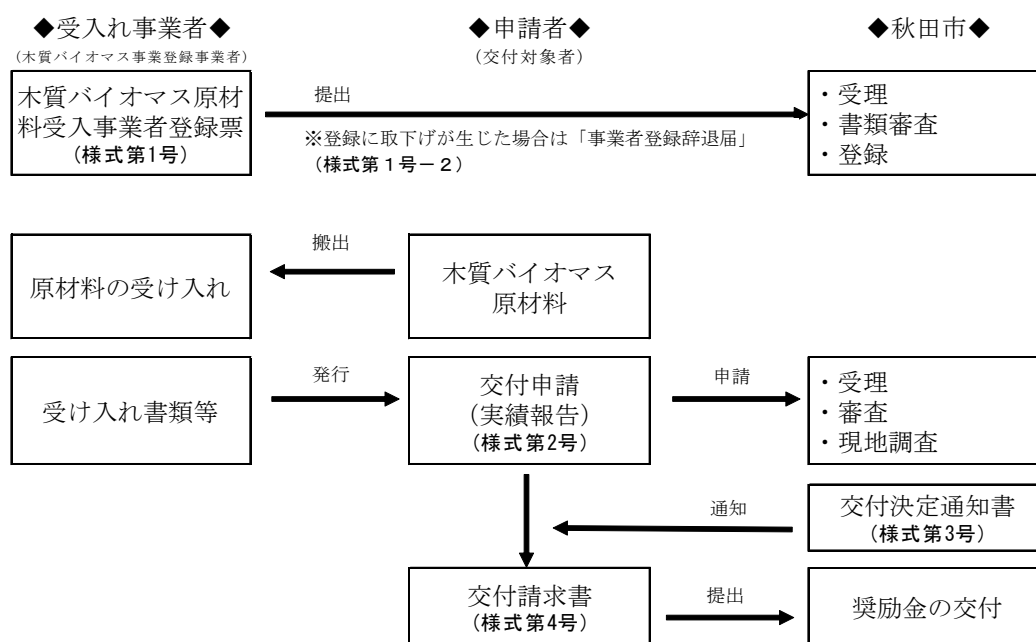 ◆受入れ事業者◆
(木質バイオマス事業登録事業者)
◆申請者◆
(交付対象者)
◆秋田市◆
木質バイオマス原材
料受入事業者登録票
(様式第1号)
提出
※登録に取下げが生じた場合は「事業者登録辞退届」
(様式第1号-2)
・受理
・書類審査
・登録
原材料の受け入れ
搬出
木質バイオマス
原材料
受け入れ書類等
発行
交付申請
(実績報告)
(様式第2号)
申請
・受理
・審査
・現地調査
通知
交付決定通知書
(様式第3号)
交付請求書
(様式第4号)
提出
奨励金の交付